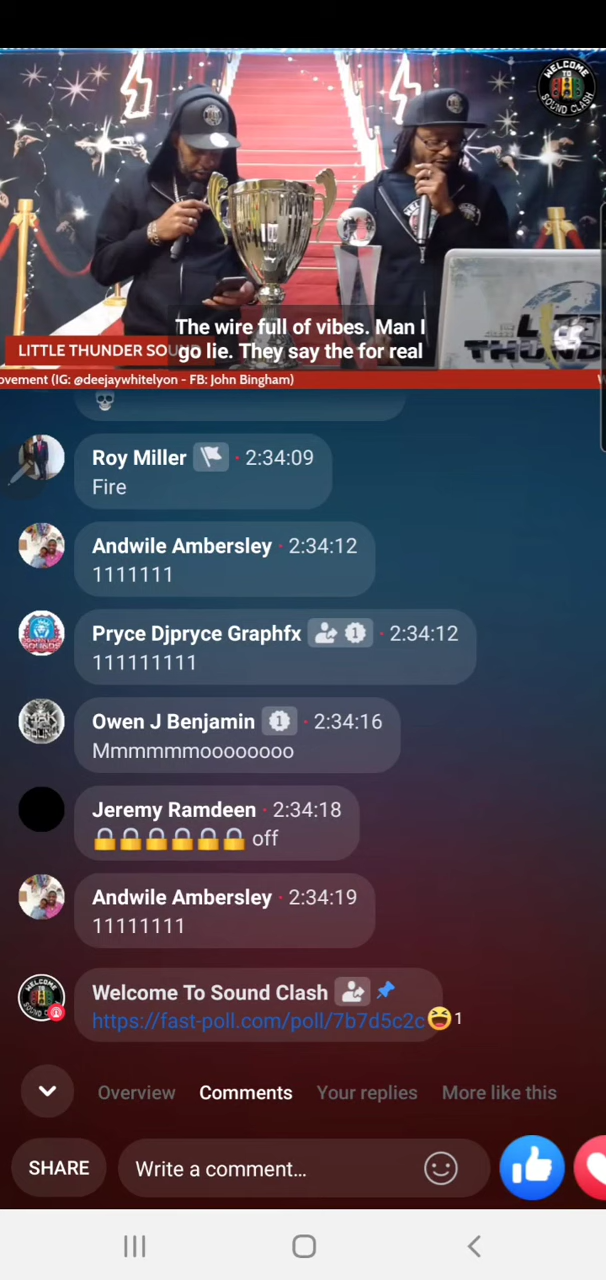 WELCOME
TO
SOUND CLASH
The wire full of vibes. Man I
go lie. They say the for real
LITTLE THUNDER SOU
THUND
ovement (IG: @deejaywhitelyon - FB: John Bingham)
Roy Miller · 2:34:09
Fire
Andwile Ambersley · 2:34:12
1111111
Pryce Djpryce Graphfx 1 · 2:34:12
111111111
Owen J Benjamin 1 · 2:34:16
Mmmmmmoooooooo
Jeremy Ramdeen · 2:34:18
🔒🔒🔒🔒🔒🔒 off
Andwile Ambersley · 2:34:19
11111111
Welcome To Sound Clash
https://fast-poll.com/poll/7b7d5c2c😆1
Overview Comments Your replies More like this
SHARE
Write a comment...